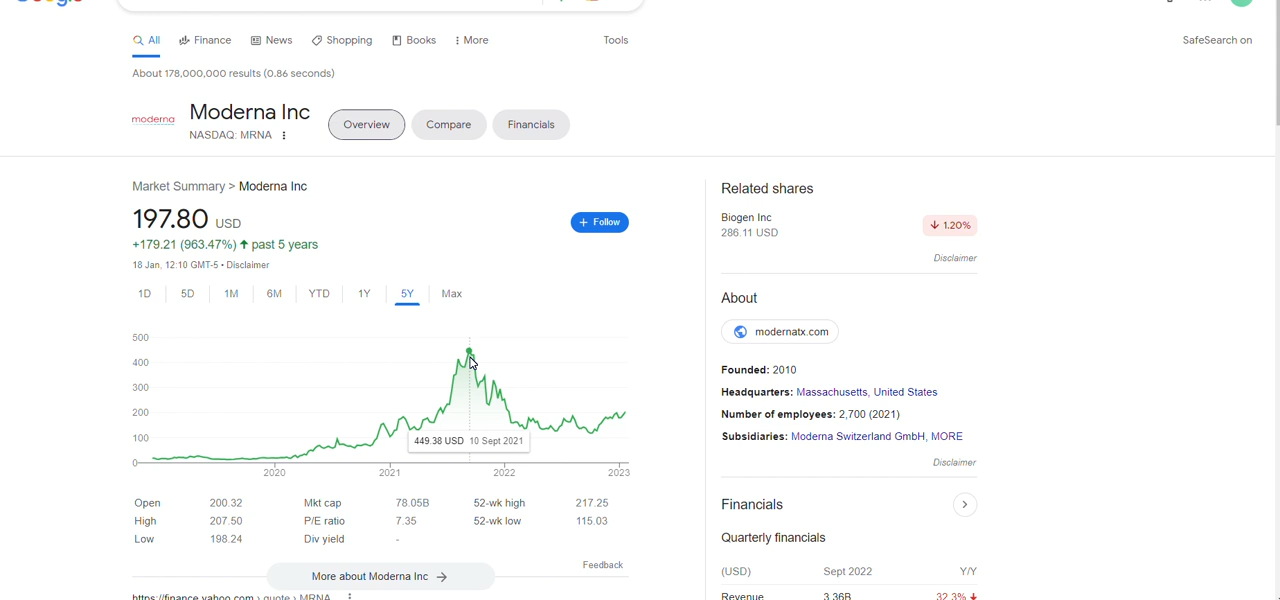 All Finance News Shopping Books More Tools SafeSearch on
About 178,000,000 results (0.86 seconds)
moderna
Moderna Inc
NASDAQ: MRNA
Overview Compare Financials
Market Summary > Moderna Inc
197.80 USD
+ Follow
+179.21 (963.47%) ↑ past 5 years
18 Jan, 12:10 GMT-5 • Disclaimer
1D 5D 1M 6M YTD 1Y 5Y Max
500
400
300
200
100
0
449.38 USD 10 Sept 2021
2020 2021 2022 2023
Open 200.32 Mkt cap 78.05B 52-wk high 217.25
High 207.50 P/E ratio 7.35 52-wk low 115.03
Low 198.24 Div yield -
Feedback
More about Moderna Inc →
https://finance.yahoo.com › quote › MRNA
Related shares
Biogen Inc
286.11 USD
↓ 1.20%
Disclaimer
About
modernatx.com
Founded: 2010
Headquarters: Massachusetts, United States
Number of employees: 2,700 (2021)
Subsidiaries: Moderna Switzerland GmbH, MORE
Disclaimer
Financials
Quarterly financials
(USD) Sept 2022 Y/Y
Revenue 3.36B 32.3% ↓